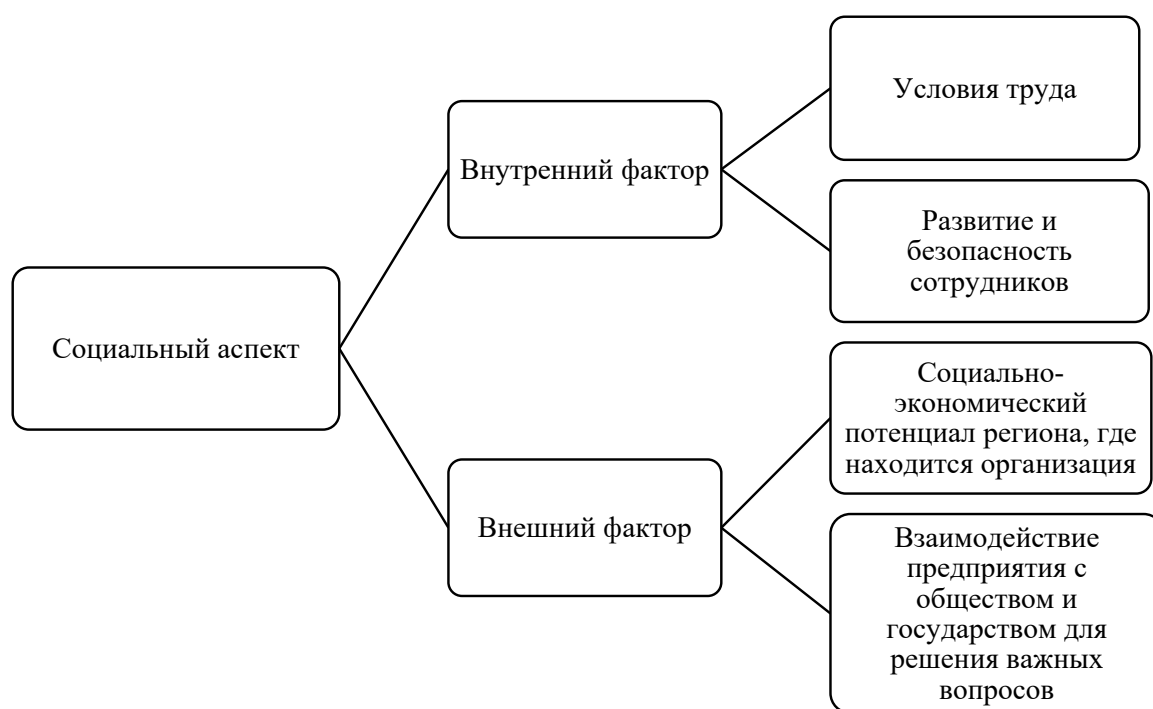 Социальный аспект
Внутренний фактор
Условия труда
Развитие и
безопасность
сотрудников
Внешний фактор
Социально-
экономический
потенциал региона, где
находится организация
Взаимодействие
предприятия с
обществом и
государством для
решения важных
вопросов